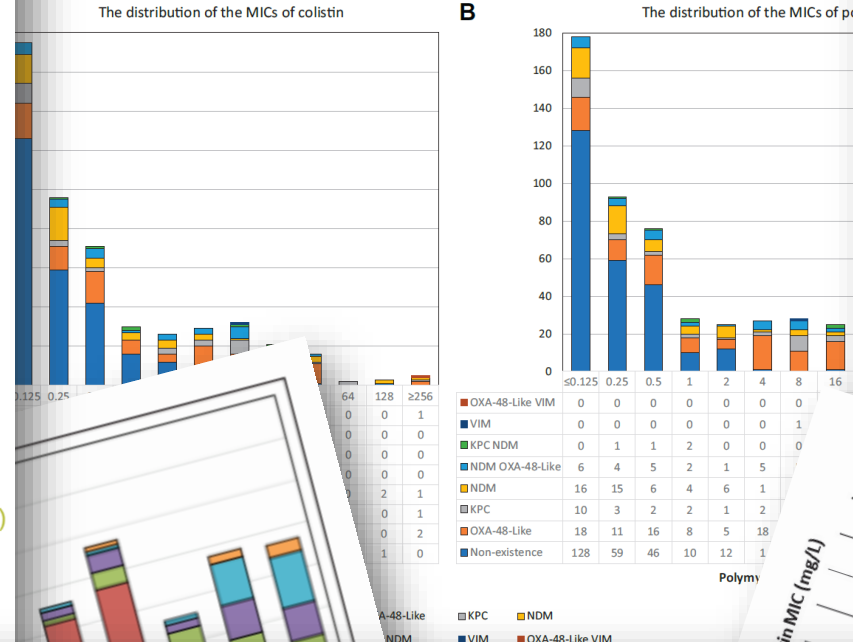 The distribution of the MICs of colistin
B
The distribution of the MICs of
180
160
140
120
100
80
60
40
20
0
0.125 0.25
64 128 ≥256
0 0 1
0 0 0
0 0 0
0 0 0
2 1
0 1
0 2
1 0
≤0.125 0.25 0.5 1 2 4 8 16
OXA-48-Like VIM 0 0 0 0 0 0 0
VIM 0 0 0 0 0 0 1
KPC NDM 0 1 1 2 0 0
NDM OXA-48-Like 6 4 5 2 1 5
NDM 16 15 6 4 6 1
KPC 10 3 2 2 1 2
OXA-48-Like 18 11 16 8 5 18
Non-existence 128 59 46 10 12 1
in MIC (mg/L)
A-48-Like KPC NDM
NDM VIM OXA-48-Like VIM